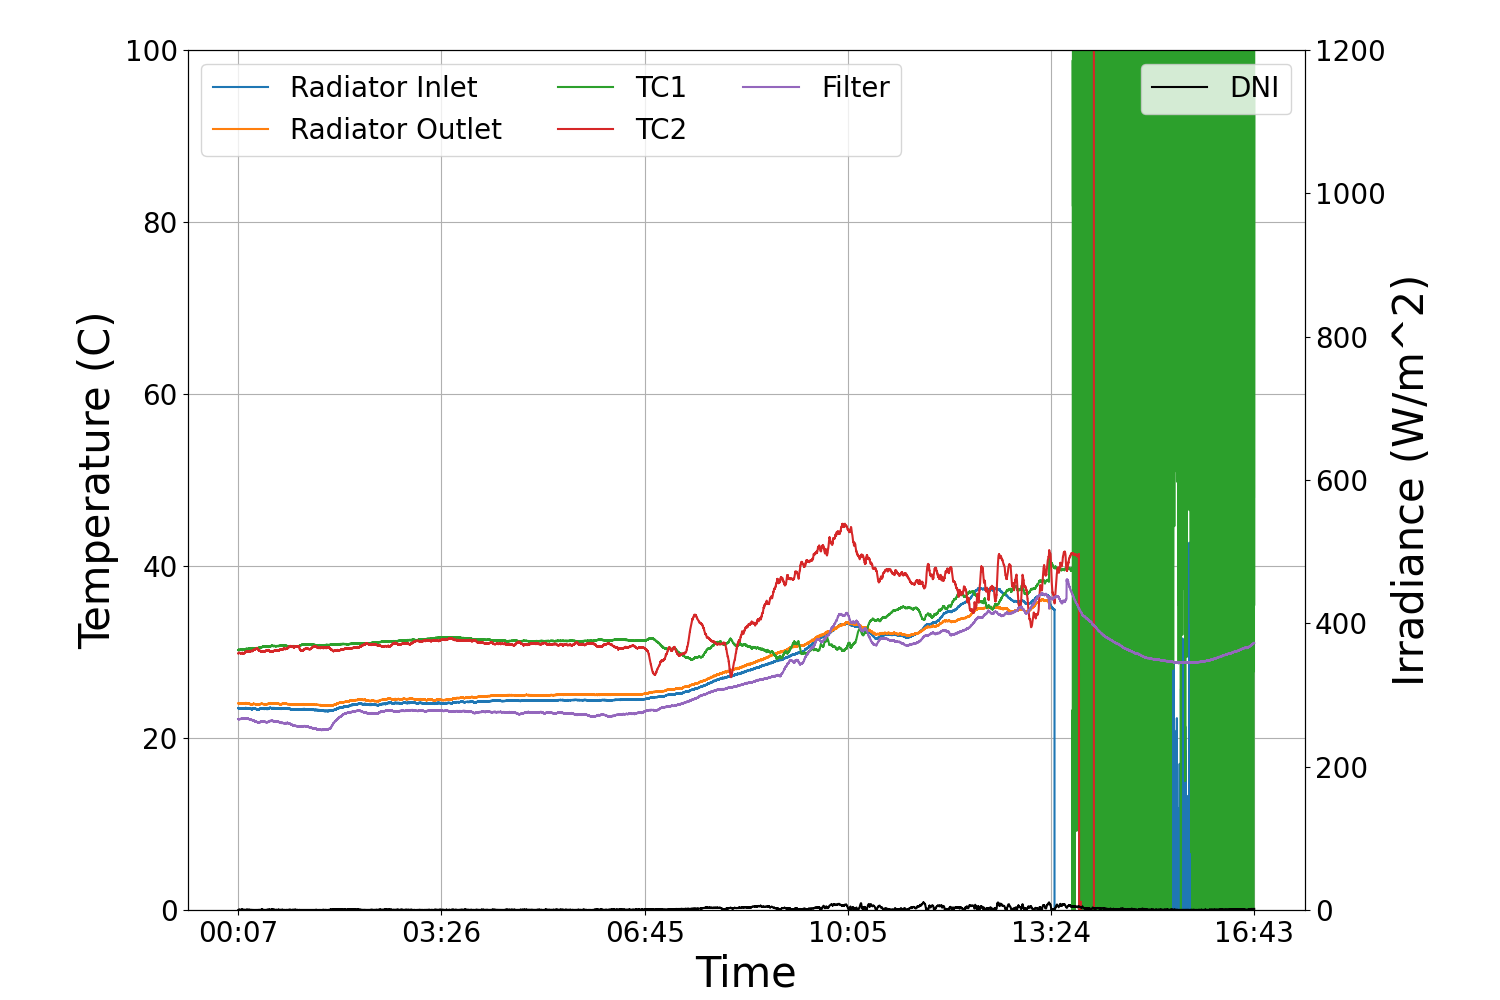 100
80
60
40
20
0
Temperature (C)
Radiator Inlet
Radiator Outlet
TC1
TC2
Filter
DNI
1200
1000
800
600
400
200
0
Irradiance (W/m^2)
00:07 03:26 06:45 10:05 13:24 16:43
Time